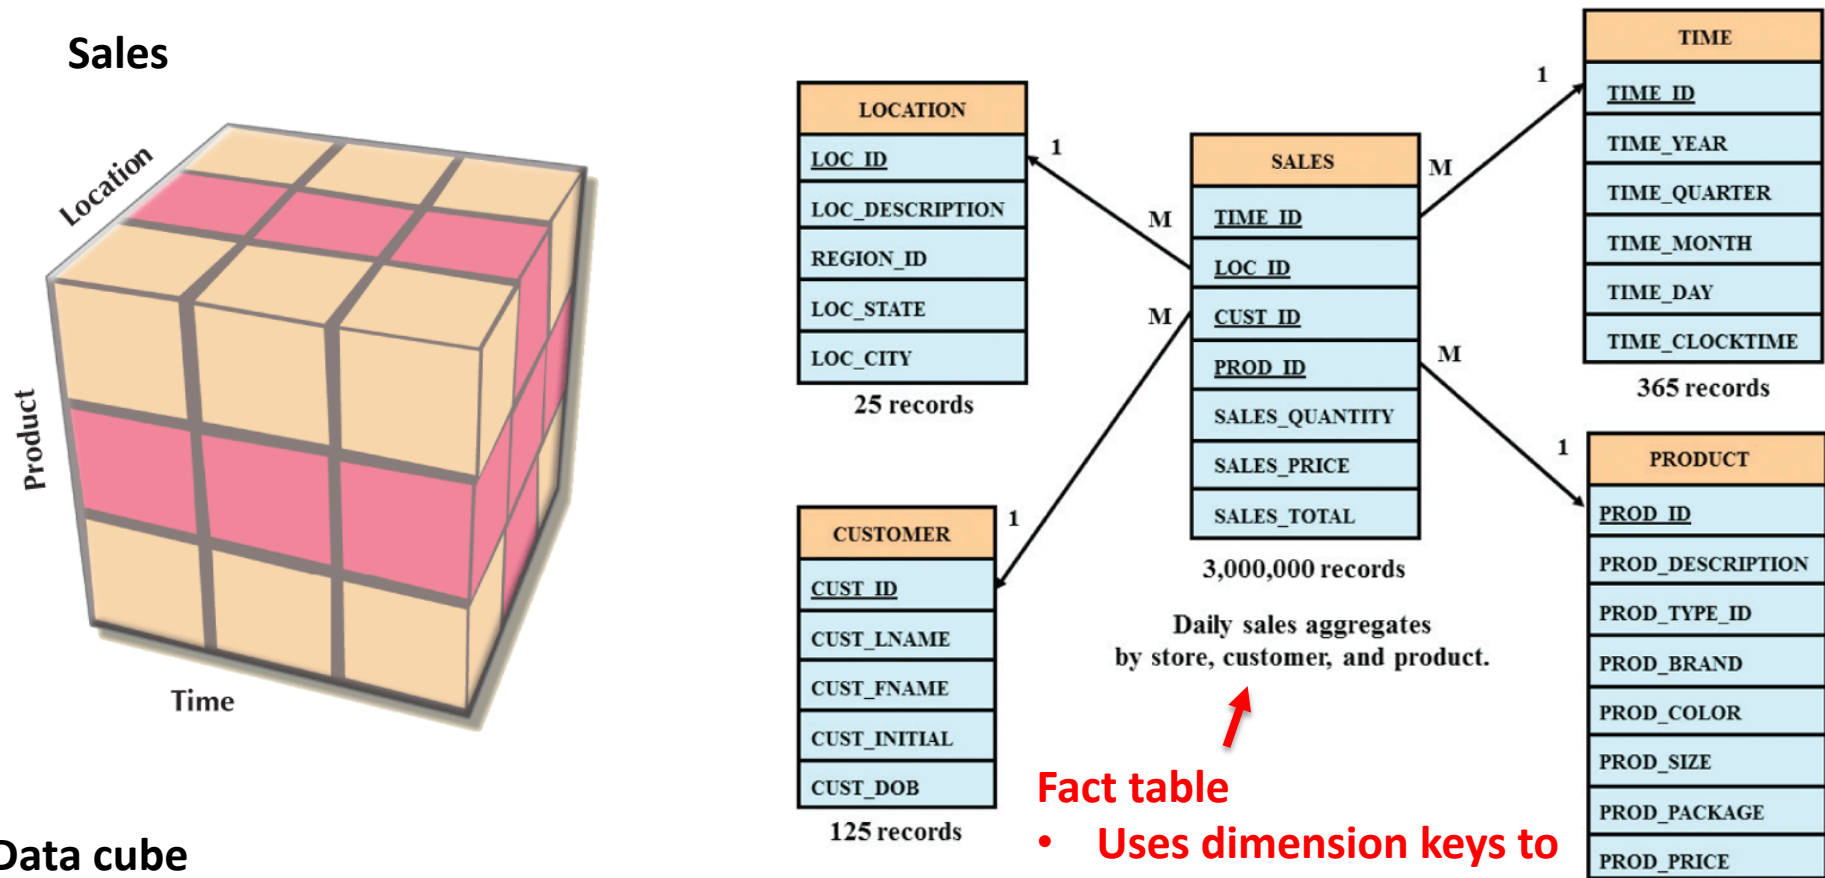 Sales
Location
Product
Time
Data cube
LOCATION
LOC_ID
LOC_DESCRIPTION
REGION_ID
LOC_STATE
LOC_CITY
25 records
1
M
CUSTOMER
CUST_ID
CUST_LNAME
CUST_FNAME
CUST_INITIAL
CUST_DOB
125 records
1
M
SALES
TIME_ID
LOC_ID
CUST_ID
PROD_ID
SALES_QUANTITY
SALES_PRICE
SALES_TOTAL
3,000,000 records
Daily sales aggregates
by store, customer, and product.
Fact table
• Uses dimension keys to
M
1
TIME
TIME_ID
TIME_YEAR
TIME_QUARTER
TIME_MONTH
TIME_DAY
TIME_CLOCKTIME
365 records
M
1
PRODUCT
PROD_ID
PROD_DESCRIPTION
PROD_TYPE_ID
PROD_BRAND
PROD_COLOR
PROD_SIZE
PROD_PACKAGE
PROD_PRICE